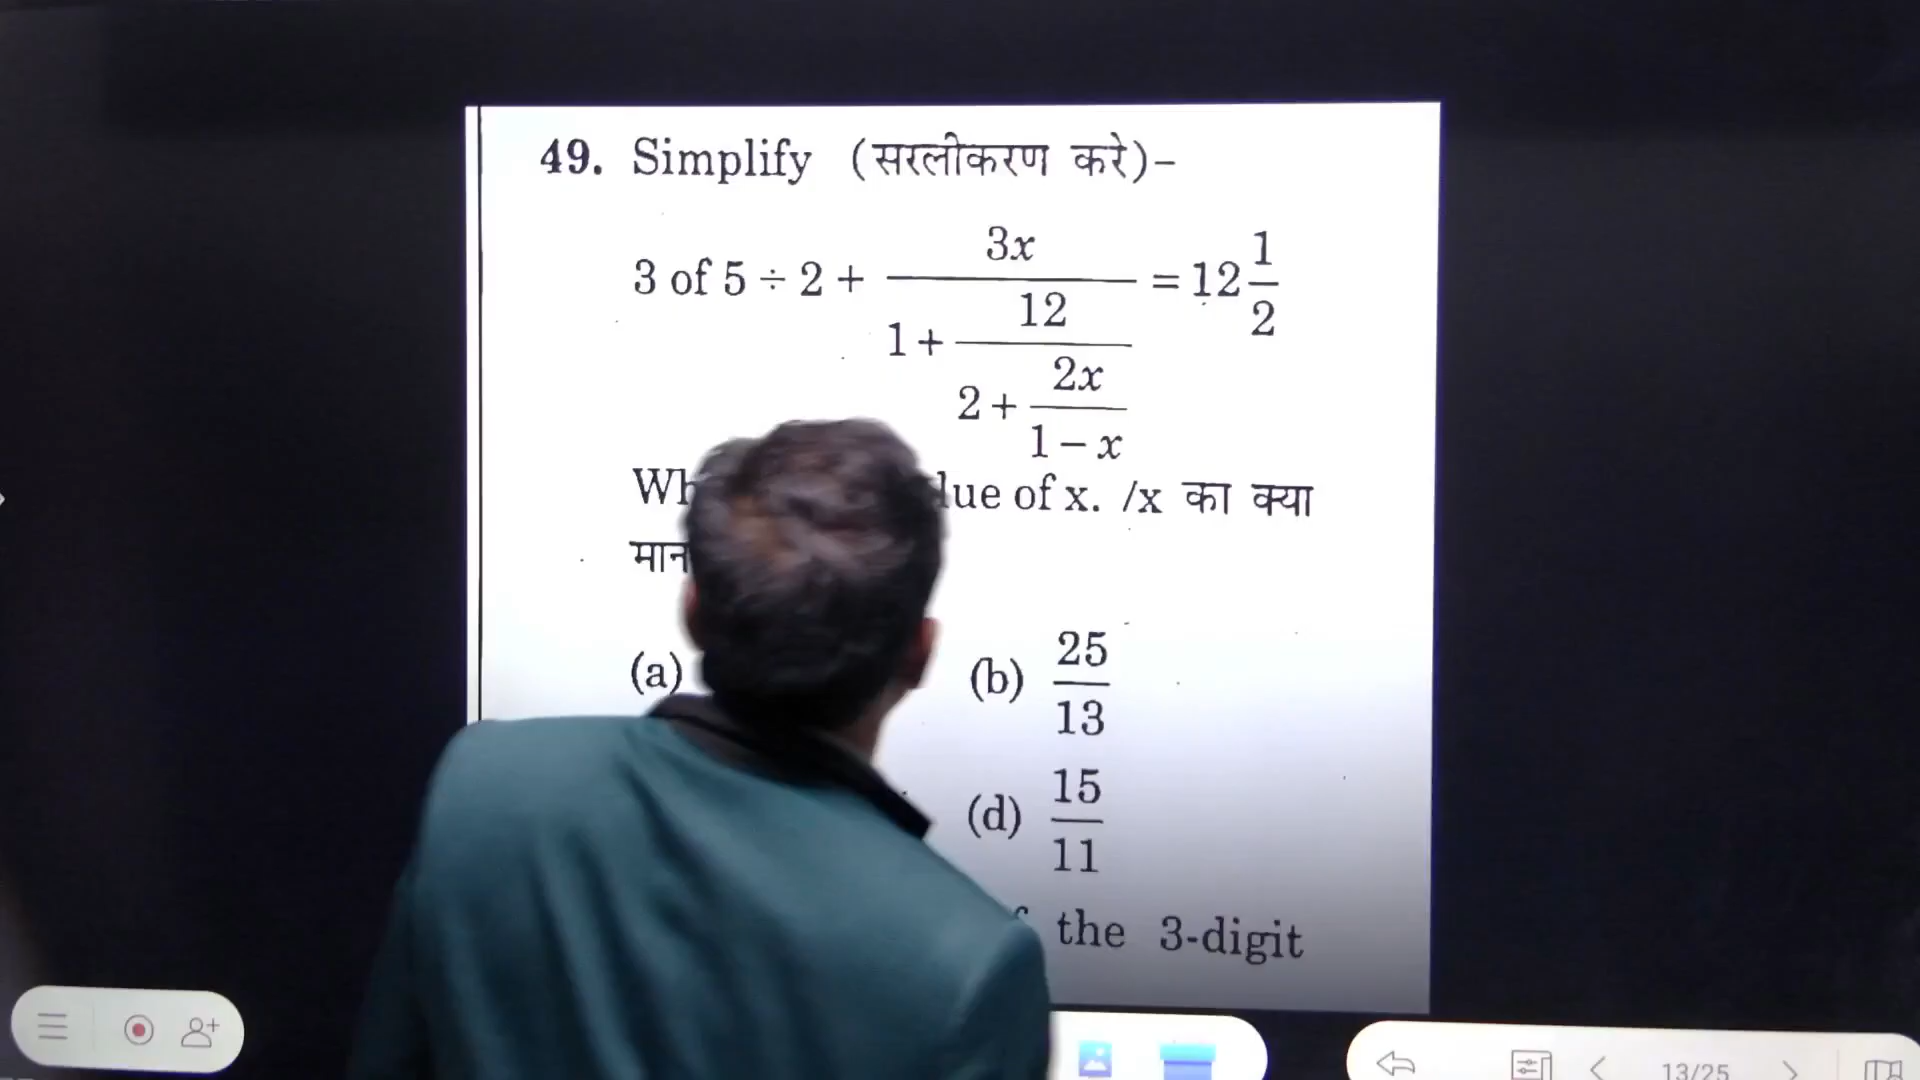 49. Simplify (सरलीकरण करे)-
3 of 5 ÷ 2 + 3x / (1 + 12 / (2 + 2x / (1 - x))) = 12 1/2
lue of x. /x का क्या
मान
(a) (b) 25/13
(d) 15/11
the 3-digit
13/25